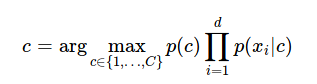 c = arg max_{c∈{1,…,C}} p(c) ∏_{i=1}^{d} p(x_i|c)